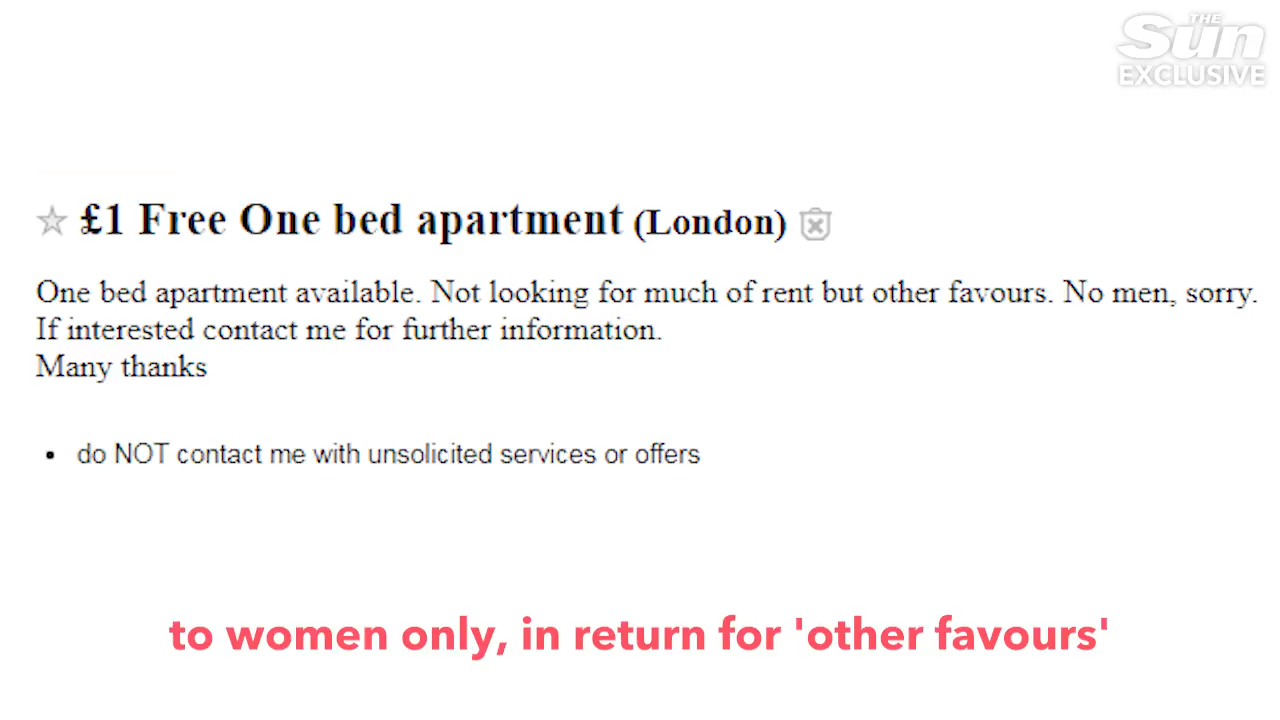 THE
Sun
EXCLUSIVE
£1 Free One bed apartment (London)
One bed apartment available. Not looking for much of rent but other favours. No men, sorry.
If interested contact me for further information.
Many thanks
• do NOT contact me with unsolicited services or offers
to women only, in return for 'other favours'